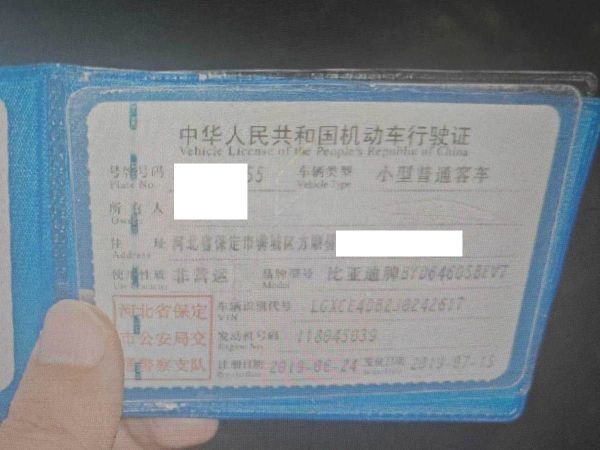 中华人民共和国机动车行驶证
Vehicle License of the People's Republic of China
号牌号码 55 车辆类型 小型普通客车
Plate No. Vehicle Type
所有人
住 址 河北省保定市满城区方顺
Address
使用性质 非营运 品牌型号 比亚迪牌BYD6460SBEV7
Use Character Model
河北省保定
市公安局交
通警察支队
车辆识别代号 LGXCE4DB2J0242617
VIN
发动机号码 118045039
Engine No.
注册日期 2019-06-24 发证日期 2019-07-15